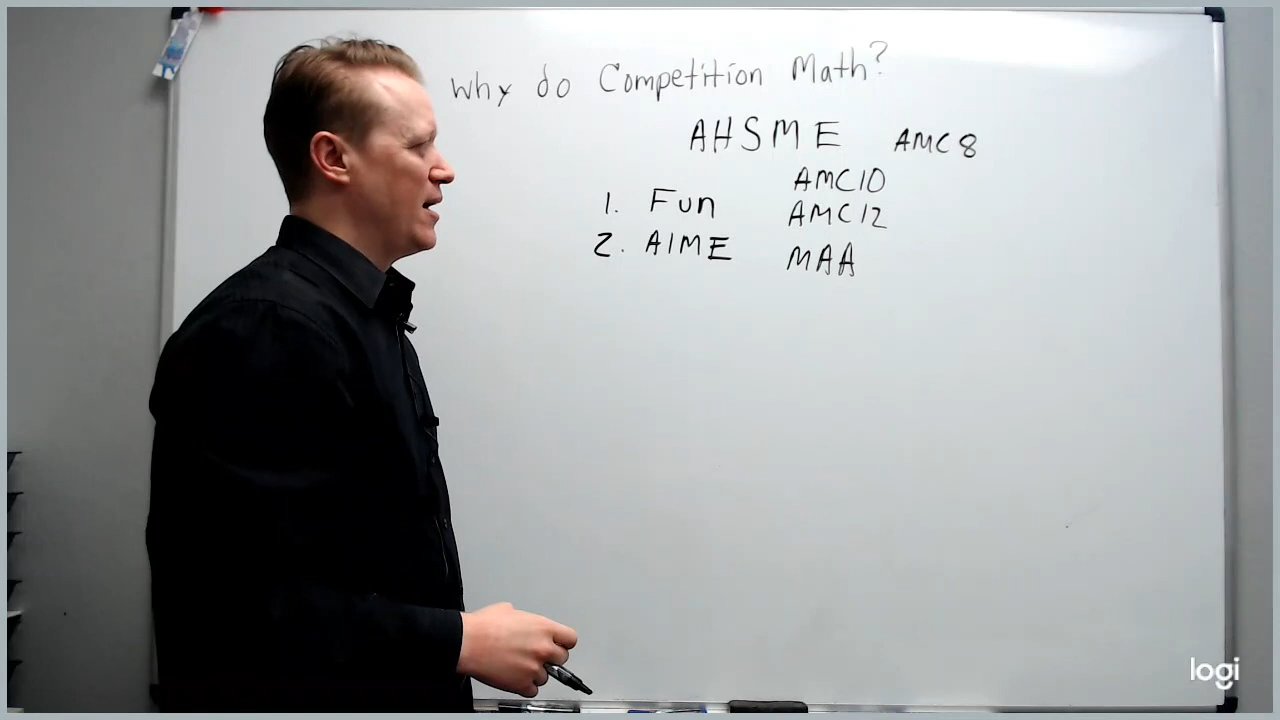 Why do Competition Math?
AHSME AMC8
AMC10
1. Fun AMC12
2. AIME MAA
logi